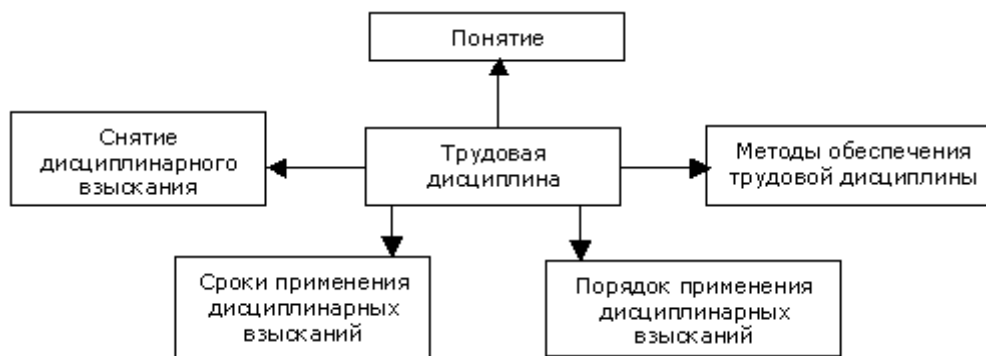 Понятие
Снятие
дисциплинарного
взыскания
Трудовая
дисциплина
Методы обеспечения
трудовой дисциплины
Сроки применения
дисциплинарных
взысканий
Порядок применения
дисциплинарных
взысканий